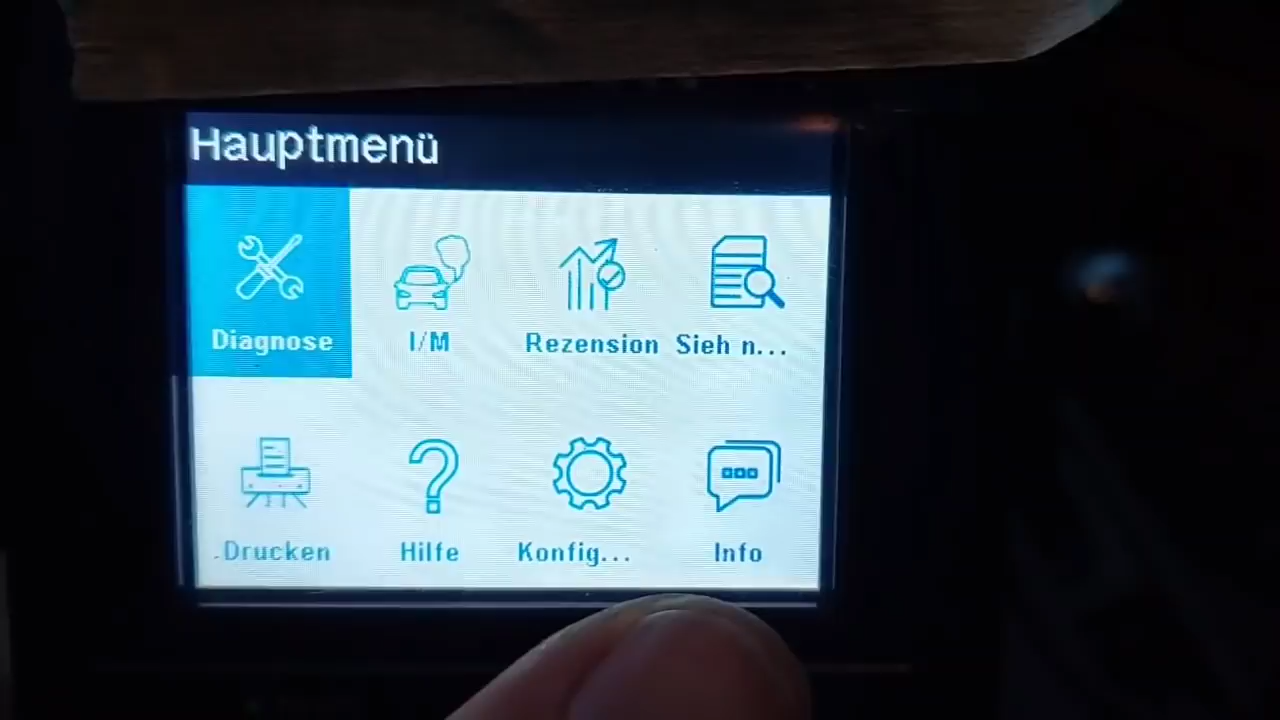 Hauptmenü
Diagnose I/M Rezension Sieh n...
Drucken Hilfe Konfig... Info